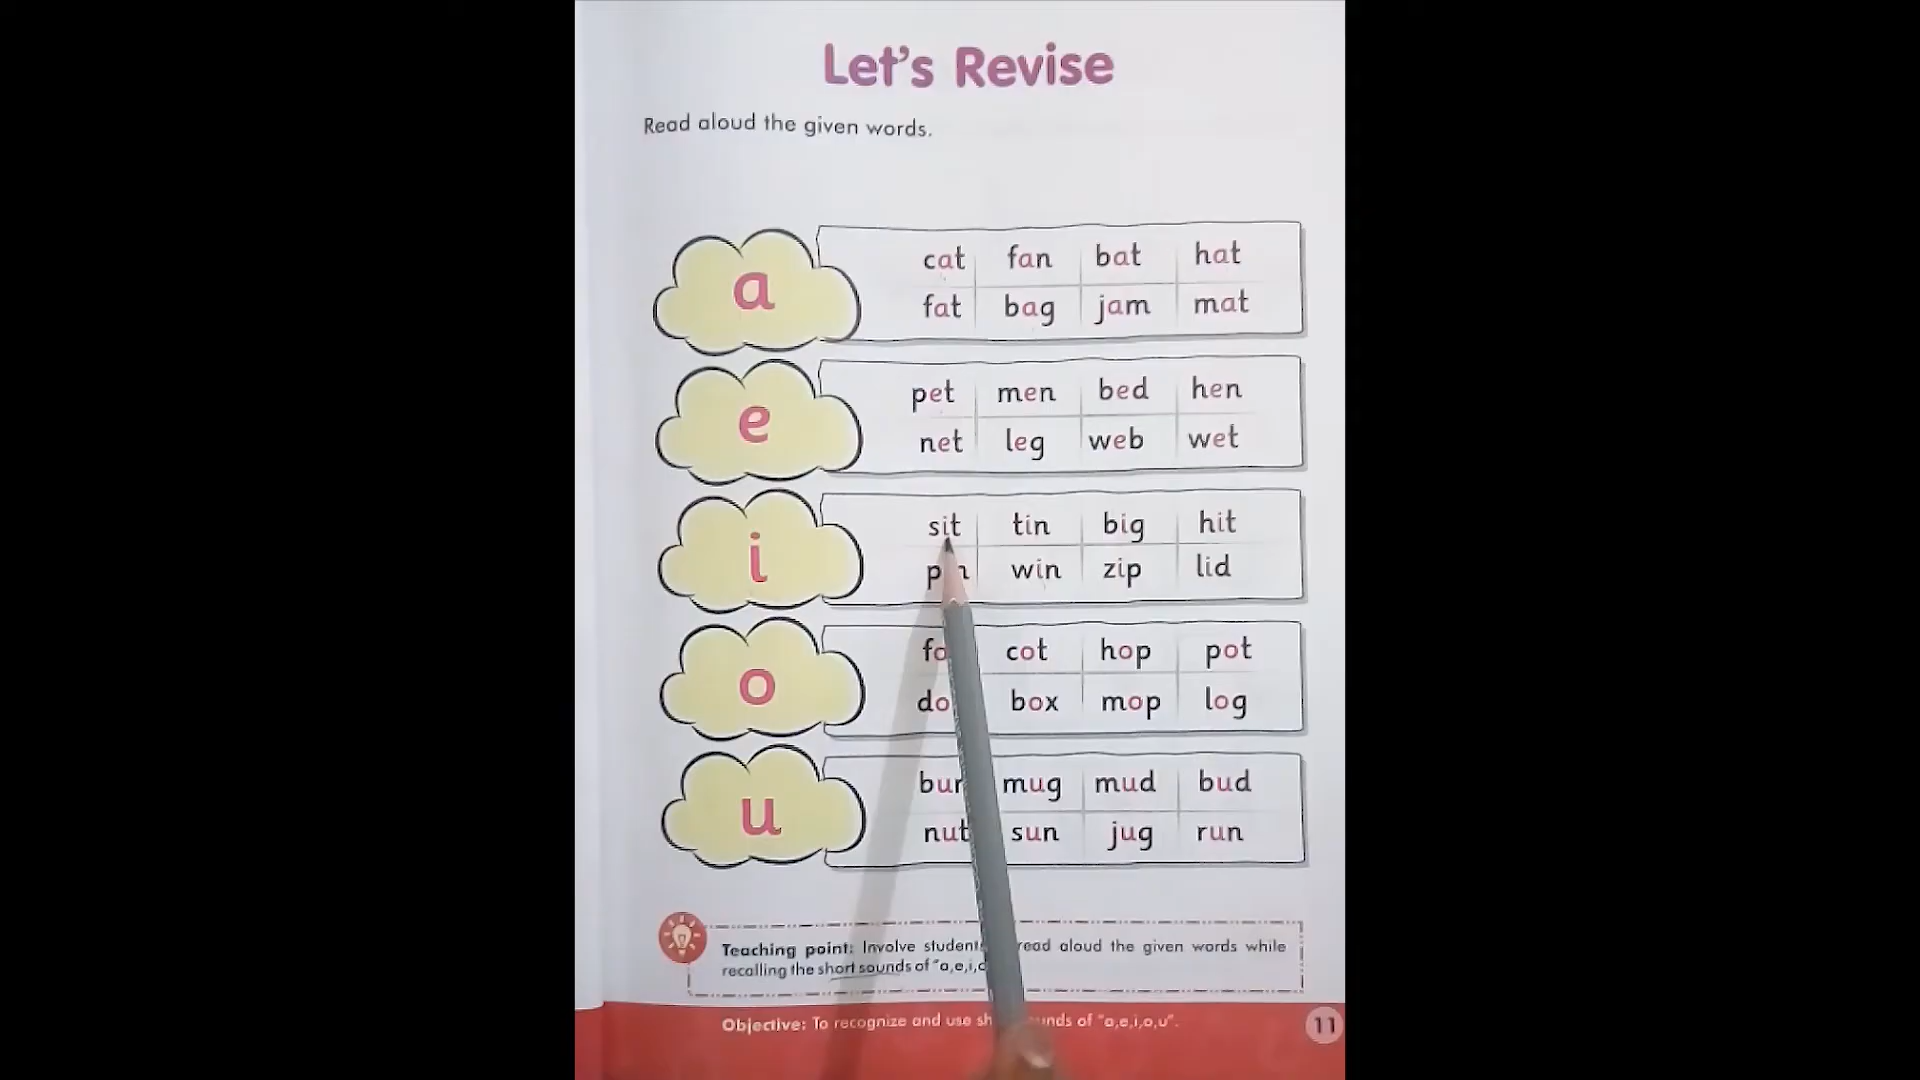 Let's Revise
Read aloud the given words.
a
cat fan bat hat
fat bag jam mat
e
pet men bed hen
net leg web wet
i
sit tin big hit
win zip lid
o
cot hop pot
box mop log
u
mug mud bud
nut sun jug run
Teaching point: Involve read aloud the given words while
recalling the short sounds of "a,e,i,
Objective: To recognize and use of "a,e,i,o,u".
11